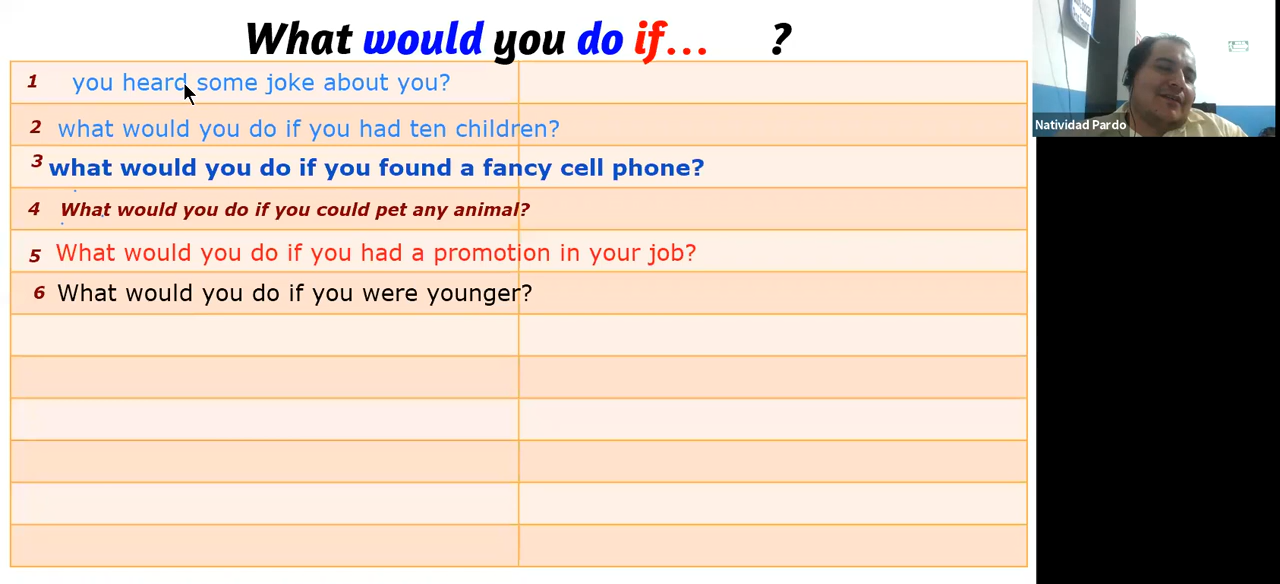 What would you do if... ?
1 you heard some joke about you?
2 what would you do if you had ten children?
3 what would you do if you found a fancy cell phone?
4 What would you do if you could pet any animal?
5 What would you do if you had a promotion in your job?
6 What would you do if you were younger?
Natividad Pardo